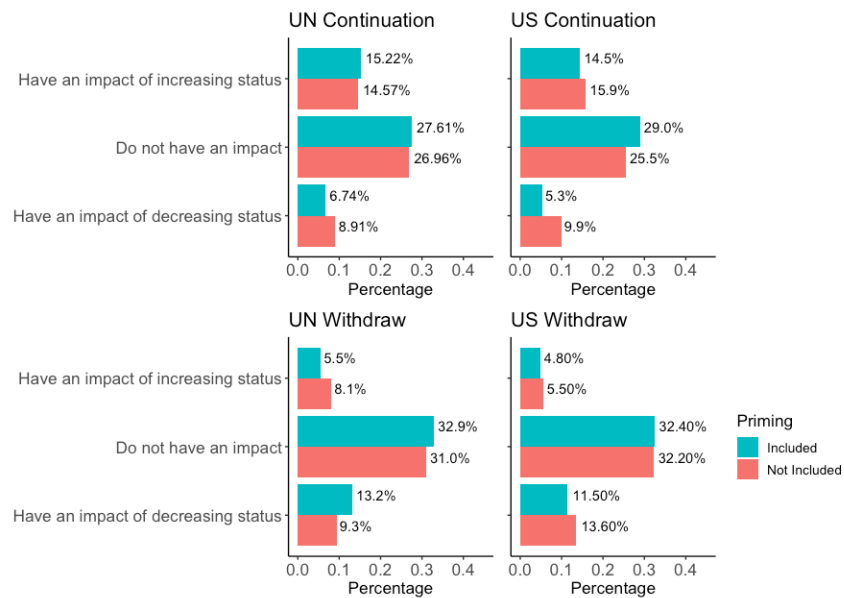 UN Continuation
US Continuation
Have an impact of increasing status
15.22%
14.57%
14.5%
15.9%
Do not have an impact
27.61%
26.96%
29.0%
25.5%
Have an impact of decreasing status
6.74%
8.91%
5.3%
9.9%
0.0 0.1 0.2 0.3 0.4
0.0 0.1 0.2 0.3 0.4
Percentage
Percentage
UN Withdraw
US Withdraw
Have an impact of increasing status
5.5%
8.1%
4.80%
5.50%
Do not have an impact
32.9%
31.0%
32.40%
32.20%
Have an impact of decreasing status
13.2%
9.3%
11.50%
13.60%
0.0 0.1 0.2 0.3 0.4
0.0 0.1 0.2 0.3 0.4
Percentage
Percentage
Priming
Included
Not Included